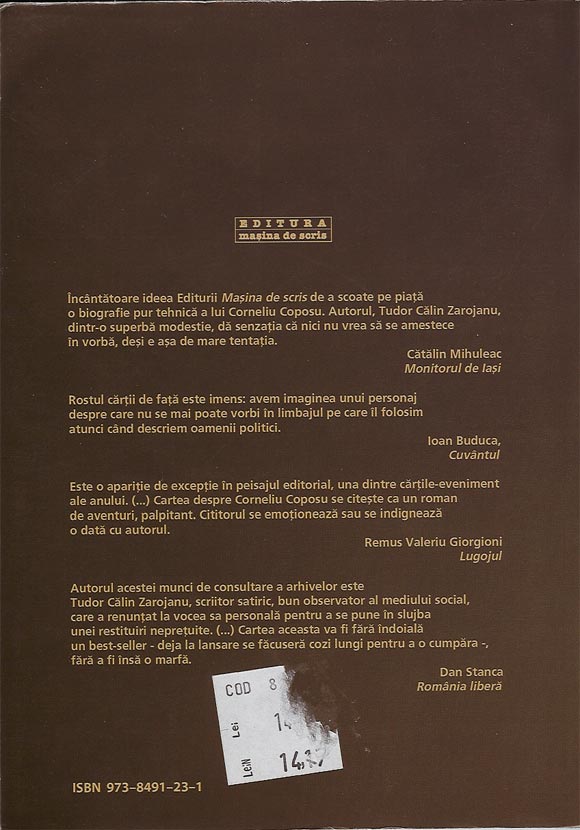 EDITURA
mașina de scris
Încântătoare ideea Editurii Mașina de scris de a scoate pe piață
o biografie pur tehnică a lui Corneliu Coposu. Autorul, Tudor Călin Zarojanu,
dintr-o superbă modestie, dă senzația că nici nu vrea să se amestece
în vorbă, deși e așa de mare tentația.
Cătălin Mihuleac
Monitorul de Iași
Rostul cărții de față este imens: avem imaginea unui personaj
despre care nu se mai poate vorbi în limbajul pe care îl folosim
atunci când descriem oamenii politici.
Ioan Buduca,
Cuvântul
Este o apariție de excepție în peisajul editorial, una dintre cărțile-eveniment
ale anului. (...) Cartea despre Corneliu Coposu se citește ca un roman
de aventuri, palpitant. Cititorul se emoționează sau se indignează
o dată cu autorul.
Remus Valeriu Giorgioni
Lugojul
Autorul acestei munci de consultare a arhivelor este
Tudor Călin Zarojanu, scriitor satiric, bun observator al mediului social,
care a renunțat la vocea sa personală pentru a se pune în slujba
unei restituiri neprețuite. (...) Cartea aceasta va fi fără îndoială
un best-seller - deja la lansare se făcuseră cozi lungi pentru a o cumpăra -,
fără a fi însă o marfă.
Dan Stanca
România liberă
COD 8
Lei 14
LeiN
ISBN 973–8491–23–1